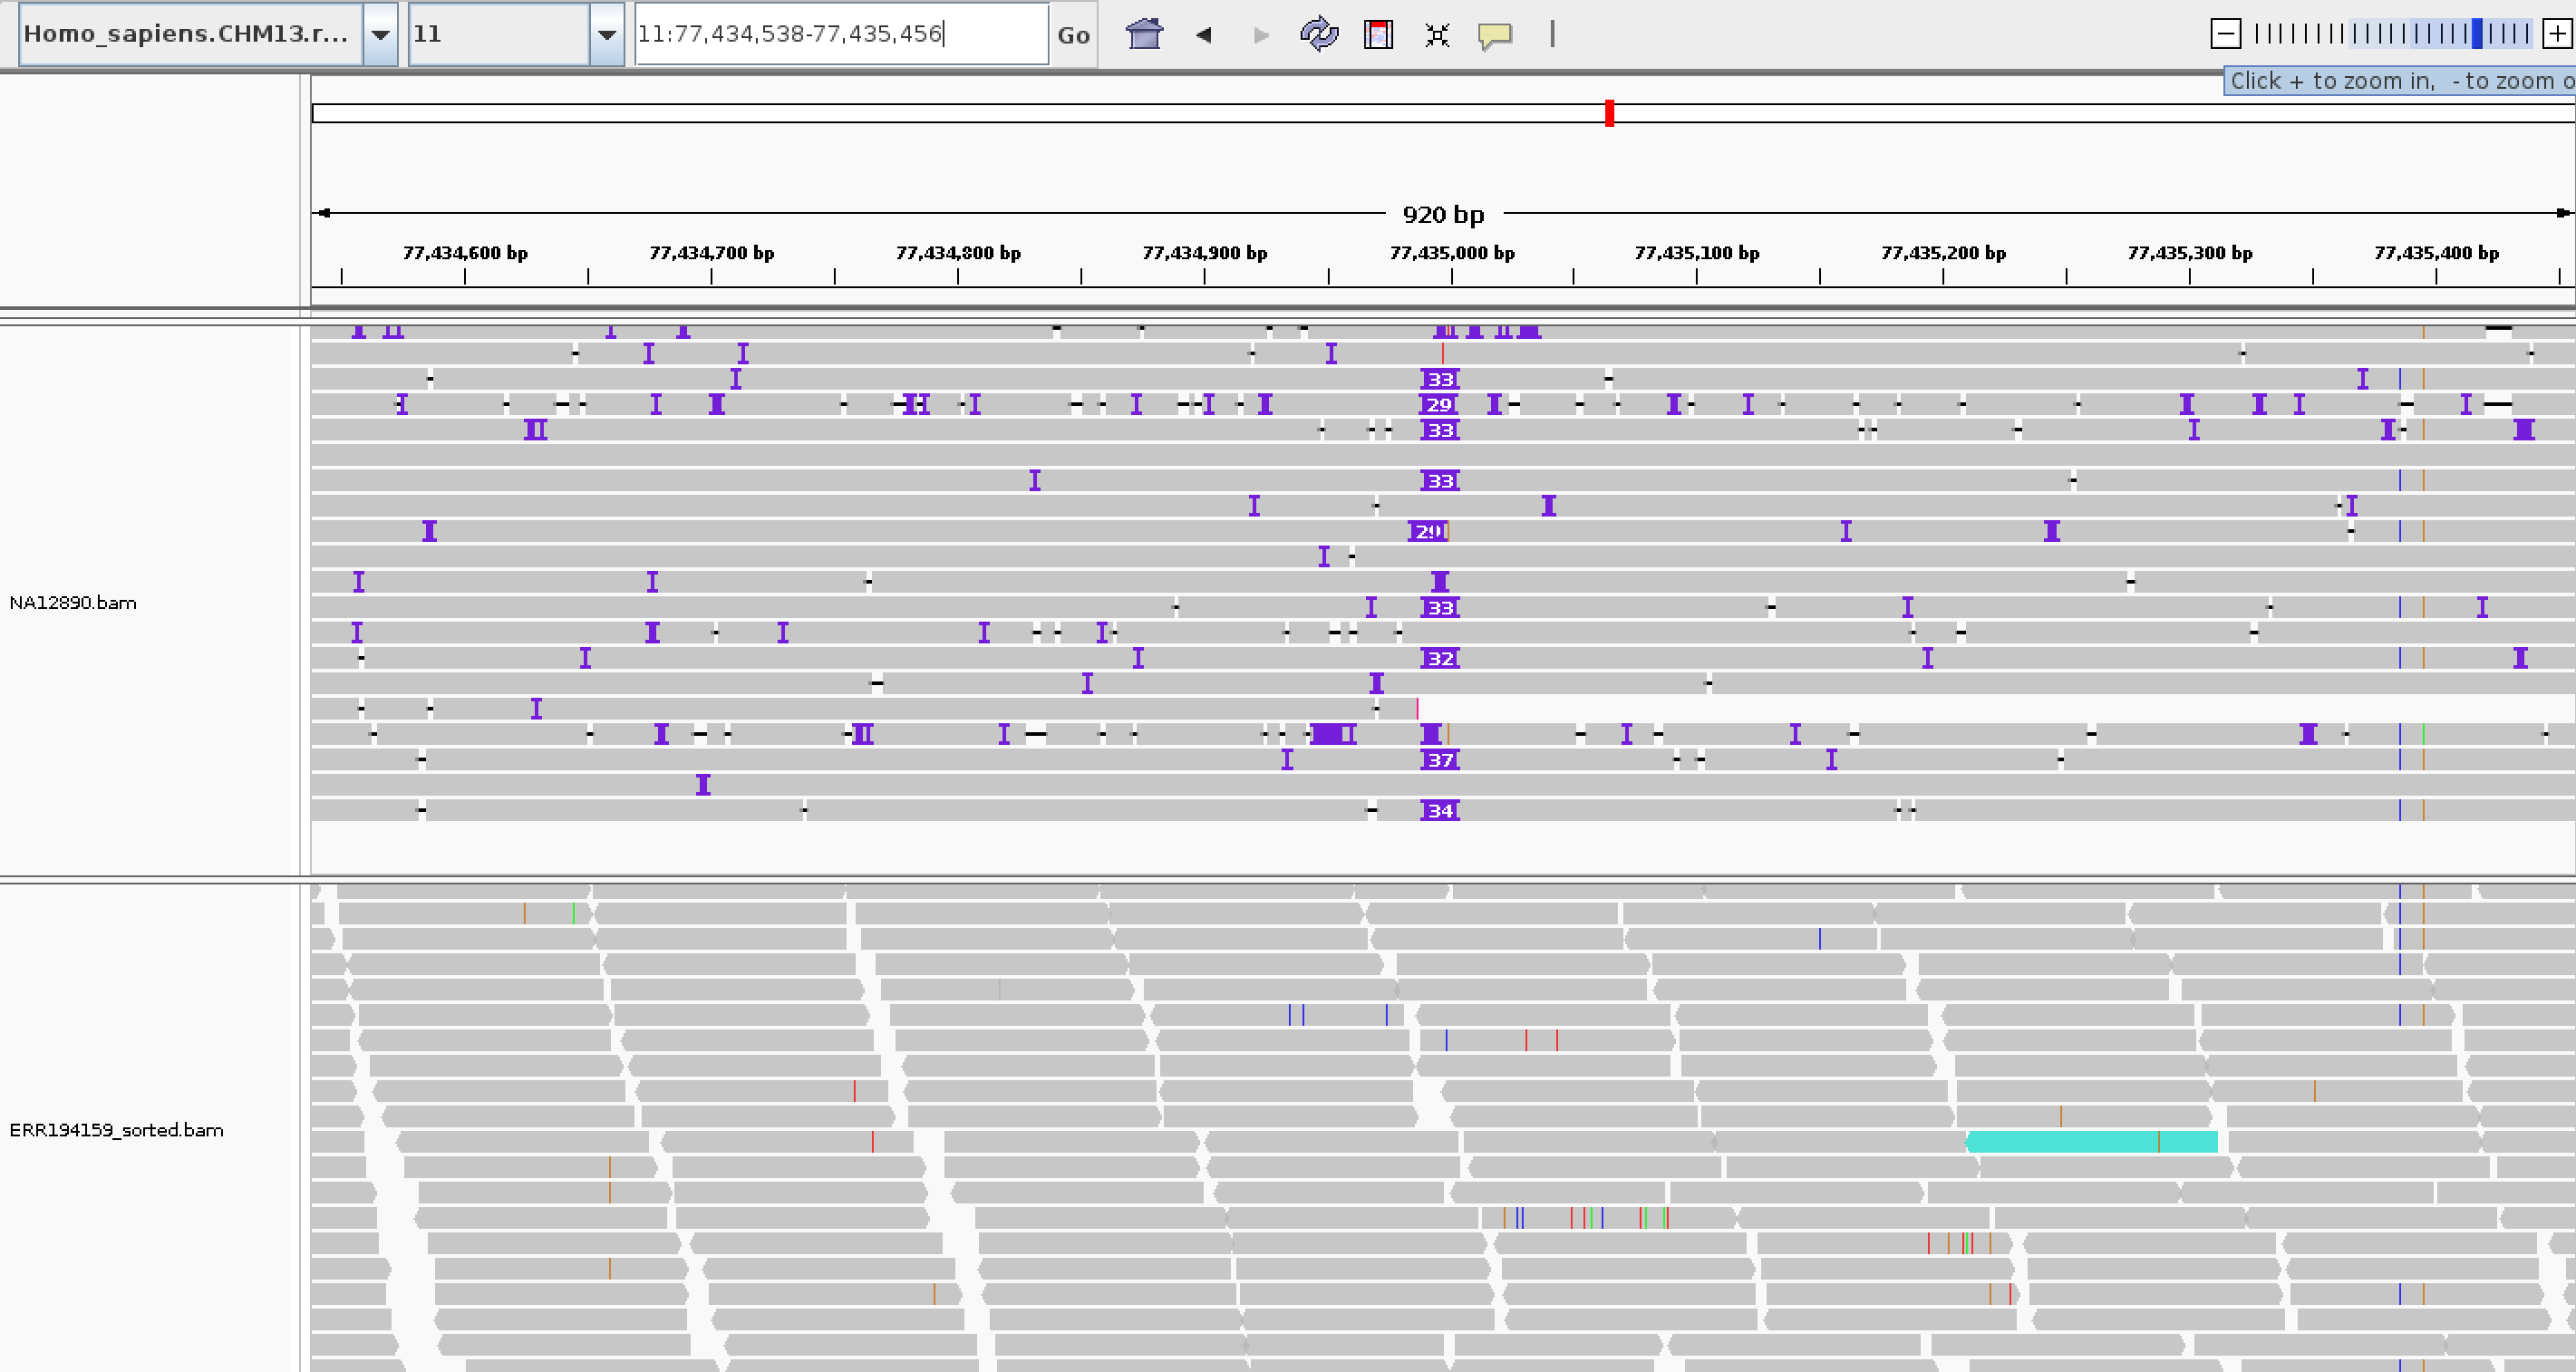 Homo_sapiens.CHM13.r... 11 11:77,434,538-77,435,456 Go
Click + to zoom in, - to zoom o
920 bp
77,434,600 bp 77,434,700 bp 77,434,800 bp 77,434,900 bp 77,435,000 bp 77,435,100 bp 77,435,200 bp 77,435,300 bp 77,435,400 bp
33
29
33
33
29
NA12890.bam
33
32
37
34
ERR194159_sorted.bam